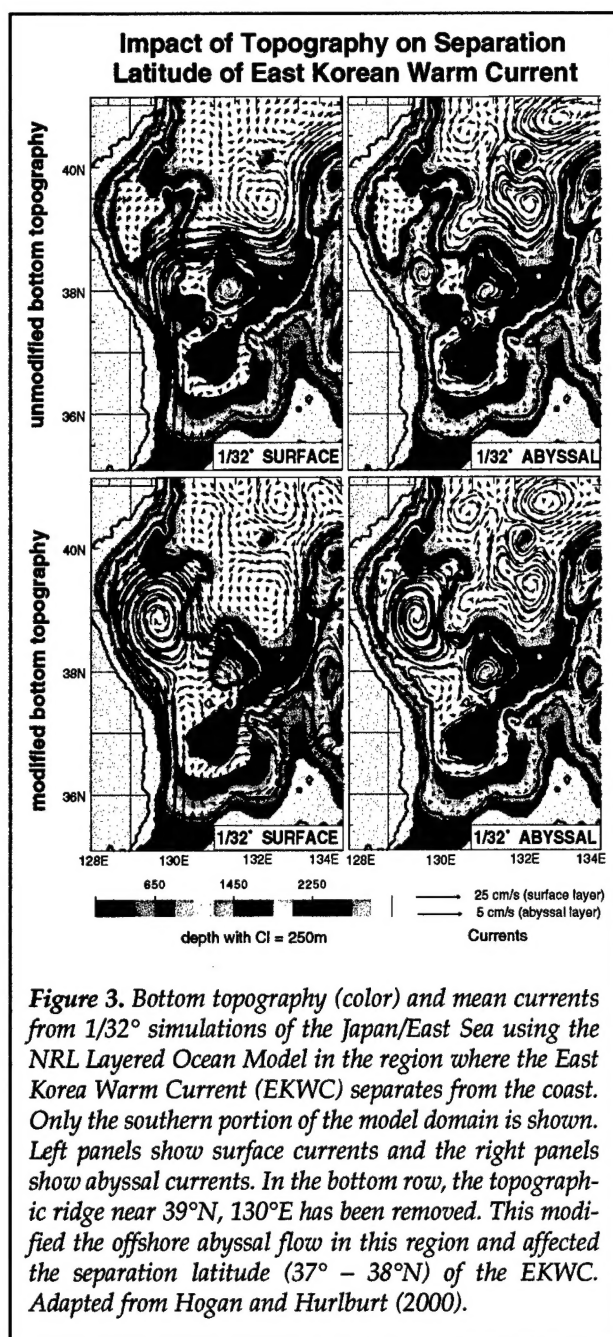 Impact of Topography on Separation
Latitude of East Korean Warm Current
unmodified bottom topography
40N
38N
36N
1/32° SURFACE
1/32° ABYSSAL
modified bottom topography
40N
38N
36N
1/32° SURFACE
1/32° ABYSSAL
128E 130E 132E 134E 130E 132E 134E
650 1450 2250
depth with CI = 250m
25 cm/s (surface layer)
5 cm/s (abyssal layer)
Currents
Figure 3. Bottom topography (color) and mean currents
from 1/32° simulations of the Japan/East Sea using the
NRL Layered Ocean Model in the region where the East
Korea Warm Current (EKWC) separates from the coast.
Only the southern portion of the model domain is shown.
Left panels show surface currents and the right panels
show abyssal currents. In the bottom row, the topograph-
ic ridge near 39°N, 130°E has been removed. This modi-
fied the offshore abyssal flow in this region and affected
the separation latitude (37° – 38°N) of the EKWC.
Adapted from Hogan and Hurlburt (2000).